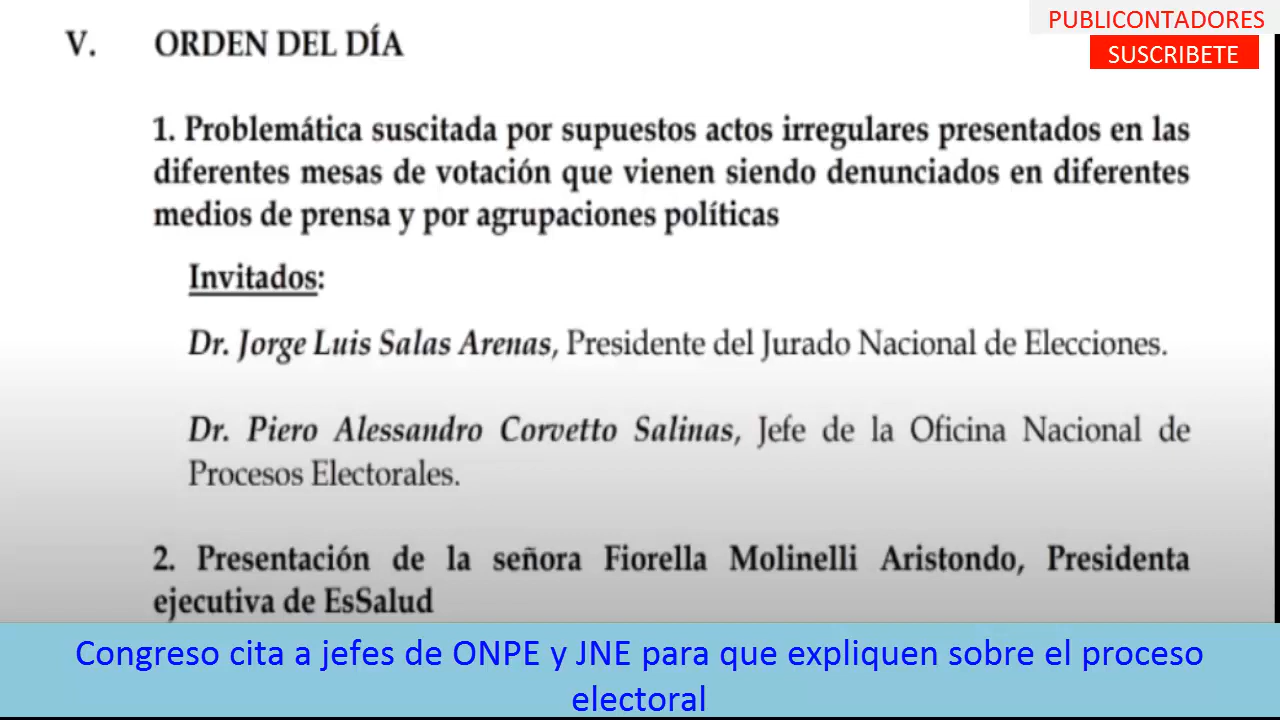 PUBLICONTADORES
SUSCRIBETE
V. ORDEN DEL DÍA
1. Problemática suscitada por supuestos actos irregulares presentados en las
diferentes mesas de votación que vienen siendo denunciados en diferentes
medios de prensa y por agrupaciones políticas
Invitados:
Dr. Jorge Luis Salas Arenas, Presidente del Jurado Nacional de Elecciones.
Dr. Piero Alessandro Corvetto Salinas, Jefe de la Oficina Nacional de
Procesos Electorales.
2. Presentación de la señora Fiorella Molinelli Aristondo, Presidenta
ejecutiva de EsSalud
Congreso cita a jefes de ONPE y JNE para que expliquen sobre el proceso
electoral